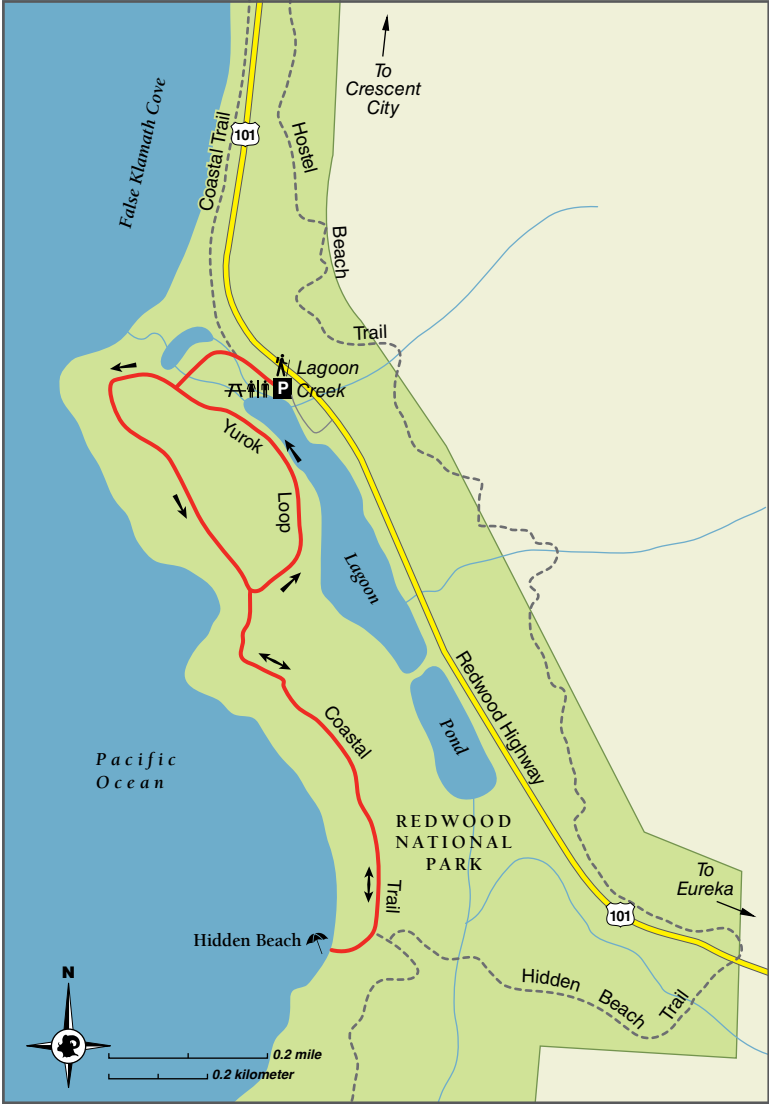 To
Crescent
City
False Klamath Cove
Coastal Trail
101
Hostel
Beach
Trail
Lagoon
Creek
P
Yurok
Loop
Lagoon
Redwood Highway
Coastal
Pond
Pacific
Ocean
REDWOOD
NATIONAL
PARK
To
Eureka
101
Trail
Hidden Beach
Hidden
Beach
Trail
N
0.2 mile
0.2 kilometer